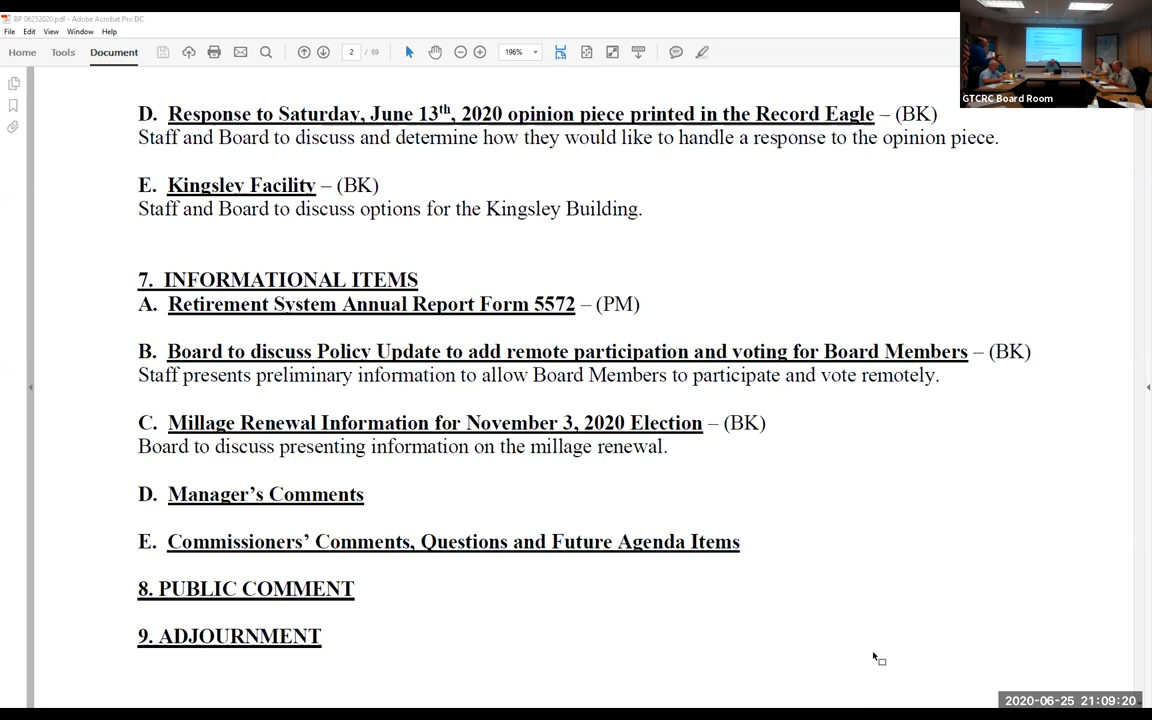 BP 06252020.pdf - Adobe Acrobat Pro DC
File Edit View Window Help
Home Tools Document 2 / 69 196%
GTCRC Board Room
D. Response to Saturday, June 13th, 2020 opinion piece printed in the Record Eagle – (BK)
Staff and Board to discuss and determine how they would like to handle a response to the opinion piece.
E. Kingsley Facility – (BK)
Staff and Board to discuss options for the Kingsley Building.
7. INFORMATIONAL ITEMS
A. Retirement System Annual Report Form 5572 – (PM)
B. Board to discuss Policy Update to add remote participation and voting for Board Members – (BK)
Staff presents preliminary information to allow Board Members to participate and vote remotely.
C. Millage Renewal Information for November 3, 2020 Election – (BK)
Board to discuss presenting information on the millage renewal.
D. Manager’s Comments
E. Commissioners’ Comments, Questions and Future Agenda Items
8. PUBLIC COMMENT
9. ADJOURNMENT
2020-06-25 21:09:20